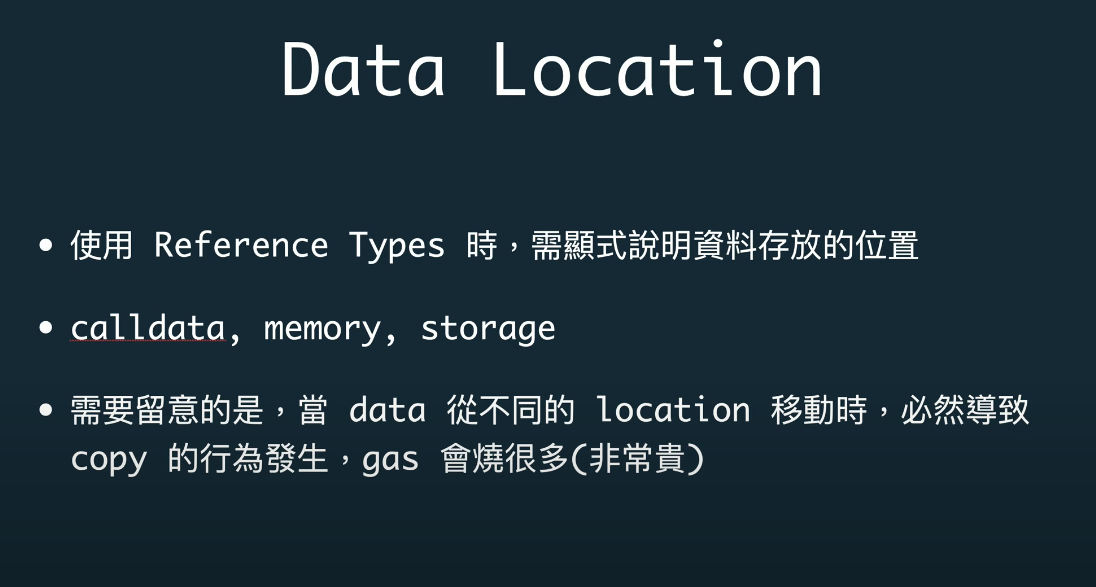 Data Location
• 使用 Reference Types 時，需顯式說明資料存放的位置
• calldata, memory, storage
• 需要留意的是，當 data 從不同的 location 移動時，必然導致
copy 的行為發生，gas 會燒很多(非常貴)